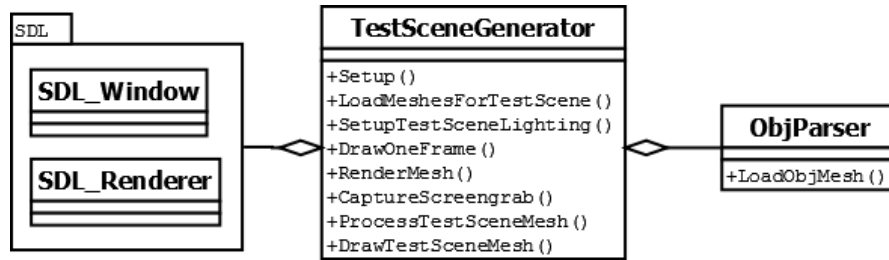 SDL
SDL_Window
SDL_Renderer
TestSceneGenerator
+Setup()
+LoadMeshesForTestScene()
+SetupTestSceneLighting()
+DrawOneFrame()
+RenderMesh()
+CaptureScreengrab()
+ProcessTestSceneMesh()
+DrawTestSceneMesh()
ObjParser
+LoadObjMesh()